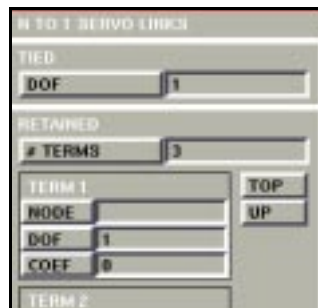 N TO 1 SERVO LINKS
TIED
DOF 1
RETAINED
# TERMS 3
TERM 1 TOP
NODE UP
DOF 1
COEFF 0
TERM 2